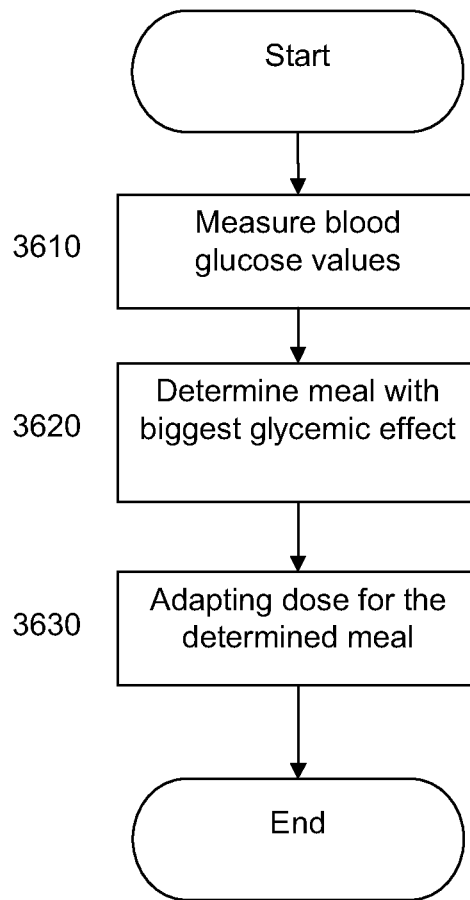 Start
3610
Measure blood
glucose values
3620
Determine meal with
biggest glycemic effect
3630
Adapting dose for the
determined meal
End